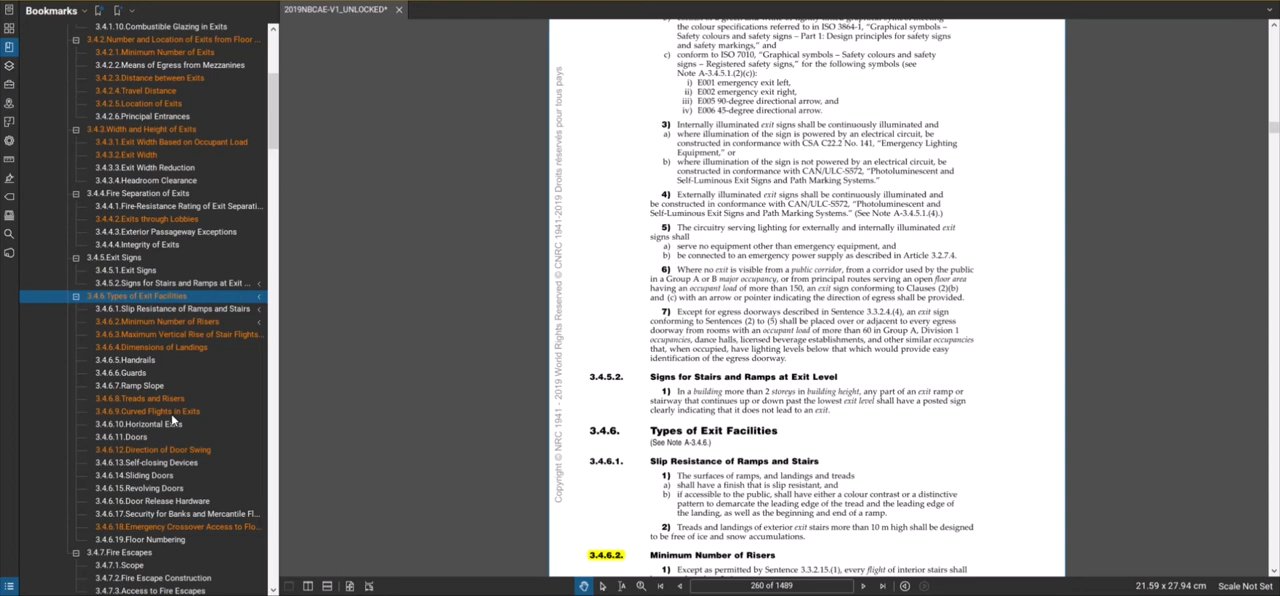 Bookmarks
2019NBCAE-V1_UNLOCKED*
3.4.1.10.Combustible Glazing in Exits
3.4.2.Number and Location of Exits from Floor ...
3.4.2.1.Minimum Number of Exits
3.4.2.2.Means of Egress from Mezzanines
3.4.2.3.Distance between Exits
3.4.2.4.Travel Distance
3.4.2.5.Location of Exits
3.4.2.6.Principal Entrances
3.4.3.Width and Height of Exits
3.4.3.1.Exit Width Based on Occupant Load
3.4.3.2.Exit Width
3.4.3.3.Exit Width Reduction
3.4.3.4.Headroom Clearance
3.4.4.Fire Separation of Exits
3.4.4.1.Fire-Resistance Rating of Exit Separati...
3.4.4.2.Exits through Lobbies
3.4.4.3.Exterior Passageway Exceptions
3.4.4.4.Integrity of Exits
3.4.5.Exit Signs
3.4.5.1.Exit Signs
3.4.5.2.Signs for Stairs and Ramps at Exit ...
3.4.6.Types of Exit Facilities
3.4.6.1.Slip Resistance of Ramps and Stairs
3.4.6.2.Minimum Number of Risers
3.4.6.3.Maximum Vertical Rise of Stair Flights...
3.4.6.4.Dimensions of Landings
3.4.6.5.Handrails
3.4.6.6.Guards
3.4.6.7.Ramp Slope
3.4.6.8.Treads and Risers
3.4.6.9.Curved Flights in Exits
3.4.6.10.Horizontal Exits
3.4.6.11.Doors
3.4.6.12.Direction of Door Swing
3.4.6.13.Self-closing Devices
3.4.6.14.Sliding Doors
3.4.6.15.Revolving Doors
3.4.6.16.Door Release Hardware
3.4.6.17.Security for Banks and Mercantile Fl...
3.4.6.18.Emergency Crossover Access to Flo...
3.4.6.19.Floor Numbering
3.4.7.Fire Escapes
3.4.7.1.Scope
3.4.7.2.Fire Escape Construction
3.4.7.3.Access to Fire Escapes
Copyright © NRC 1941 - 2019 World Rights Reserved © CNRC 1941-2019 Droits réservés pour tous pays
the colour specifications referred to in ISO 3864-1, "Graphical symbols –
Safety colours and safety signs – Part 1: Design principles for safety signs
and safety markings," and
c) conform to ISO 7010, "Graphical symbols – Safety colours and safety
signs – Registered safety signs," for the following symbols (see
Note A-3.4.5.1.(2)(c)):
i) E001 emergency exit left,
ii) E002 emergency exit right,
iii) E005 90-degree directional arrow, and
iv) E006 45-degree directional arrow.
3) Internally illuminated exit signs shall be continuously illuminated and
a) where illumination of the sign is powered by an electrical circuit, be
constructed in conformance with CSA C22.2 No. 141, "Emergency Lighting
Equipment," or
b) where illumination of the sign is not powered by an electrical circuit, be
constructed in conformance with CAN/ULC-S572, "Photoluminescent and
Self-Luminous Exit Signs and Path Marking Systems."
4) Externally illuminated exit signs shall be continuously illuminated and
be constructed in conformance with CAN/ULC-S572, "Photoluminescent and
Self-Luminous Exit Signs and Path Marking Systems." (See Note A-3.4.5.1.(4).)
5) The circuitry serving lighting for externally and internally illuminated exit
signs shall
a) serve no equipment other than emergency equipment, and
b) be connected to an emergency power supply as described in Article 3.2.7.4.
6) Where no exit is visible from a public corridor, from a corridor used by the public
in a Group A or B major occupancy, or from principal routes serving an open floor area
having an occupant load of more than 150, an exit sign conforming to Clauses (2)(b)
and (c) with an arrow or pointer indicating the direction of egress shall be provided.
7) Except for egress doorways described in Sentence 3.3.2.4.(4), an exit sign
conforming to Sentences (2) to (5) shall be placed over or adjacent to every egress
doorway from rooms with an occupant load of more than 60 in Group A, Division 1
occupancies, dance halls, licensed beverage establishments, and other similar occupancies
that, when occupied, have lighting levels below that which would provide easy
identification of the egress doorway.
3.4.5.2. Signs for Stairs and Ramps at Exit Level
1) In a building more than 2 storeys in building height, any part of an exit ramp or
stairway that continues up or down past the lowest exit level shall have a posted sign
clearly indicating that it does not lead to an exit.
3.4.6. Types of Exit Facilities
(See Note A-3.4.6.)
3.4.6.1. Slip Resistance of Ramps and Stairs
1) The surfaces of ramps, and landings and treads
a) shall have a finish that is slip resistant, and
b) if accessible to the public, shall have either a colour contrast or a distinctive
pattern to demarcate the leading edge of the tread and the leading edge of
the landing, as well as the beginning and end of a ramp.
2) Treads and landings of exterior exit stairs more than 10 m high shall be designed
to be free of ice and snow accumulations.
3.4.6.2. Minimum Number of Risers
1) Except as permitted by Sentence 3.3.2.15.(1), every flight of interior stairs shall
260 of 1489
21.59 x 27.94 cm
Scale Not Set